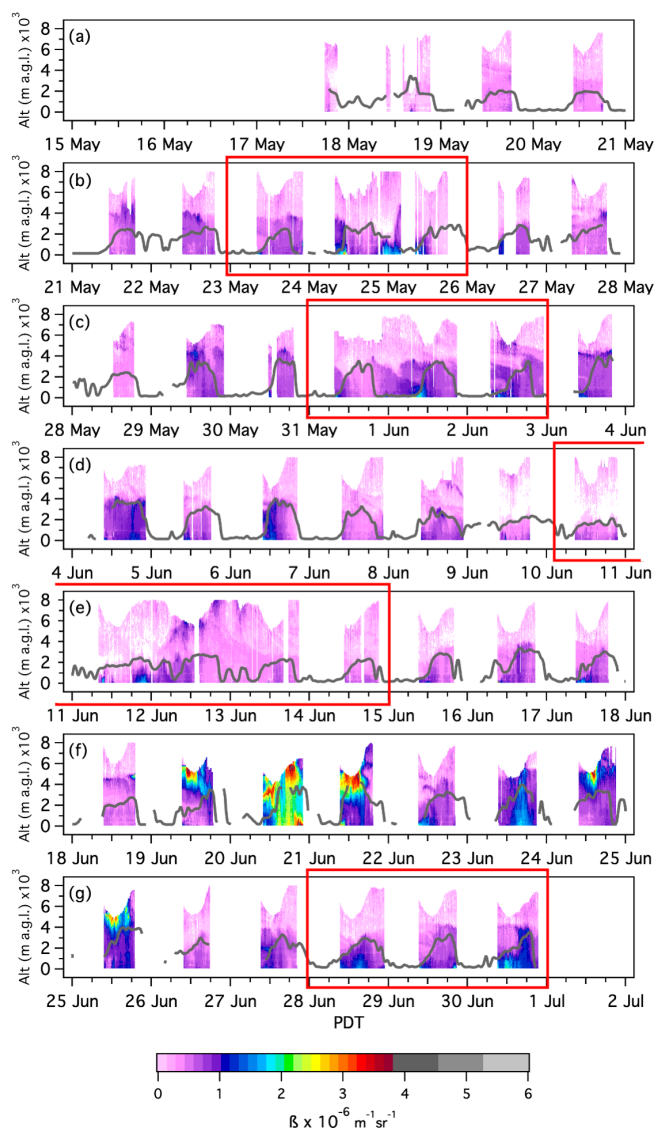 (a)
Alt (m a.g.l.) x10³
8
6
4
2
0
15 May 16 May 17 May 18 May 19 May 20 May 21 May
(b)
Alt (m a.g.l.) x10³
8
6
4
2
0
21 May 22 May 23 May 24 May 25 May 26 May 27 May 28 May
(c)
Alt (m a.g.l.) x10³
8
6
4
2
0
28 May 29 May 30 May 31 May 1 Jun 2 Jun 3 Jun 4 Jun
(d)
Alt (m a.g.l.) x10³
8
6
4
2
0
4 Jun 5 Jun 6 Jun 7 Jun 8 Jun 9 Jun 10 Jun 11 Jun
(e)
Alt (m a.g.l.) x10³
8
6
4
2
0
11 Jun 12 Jun 13 Jun 14 Jun 15 Jun 16 Jun 17 Jun 18 Jun
(f)
Alt (m a.g.l.) x10³
8
6
4
2
0
18 Jun 19 Jun 20 Jun 21 Jun 22 Jun 23 Jun 24 Jun 25 Jun
(g)
Alt (m a.g.l.) x10³
8
6
4
2
0
25 Jun 26 Jun 27 Jun 28 Jun 29 Jun 30 Jun 1 Jul 2 Jul
PDT
0 1 2 3 4 5 6
ß x 10⁻⁶ m⁻¹sr⁻¹